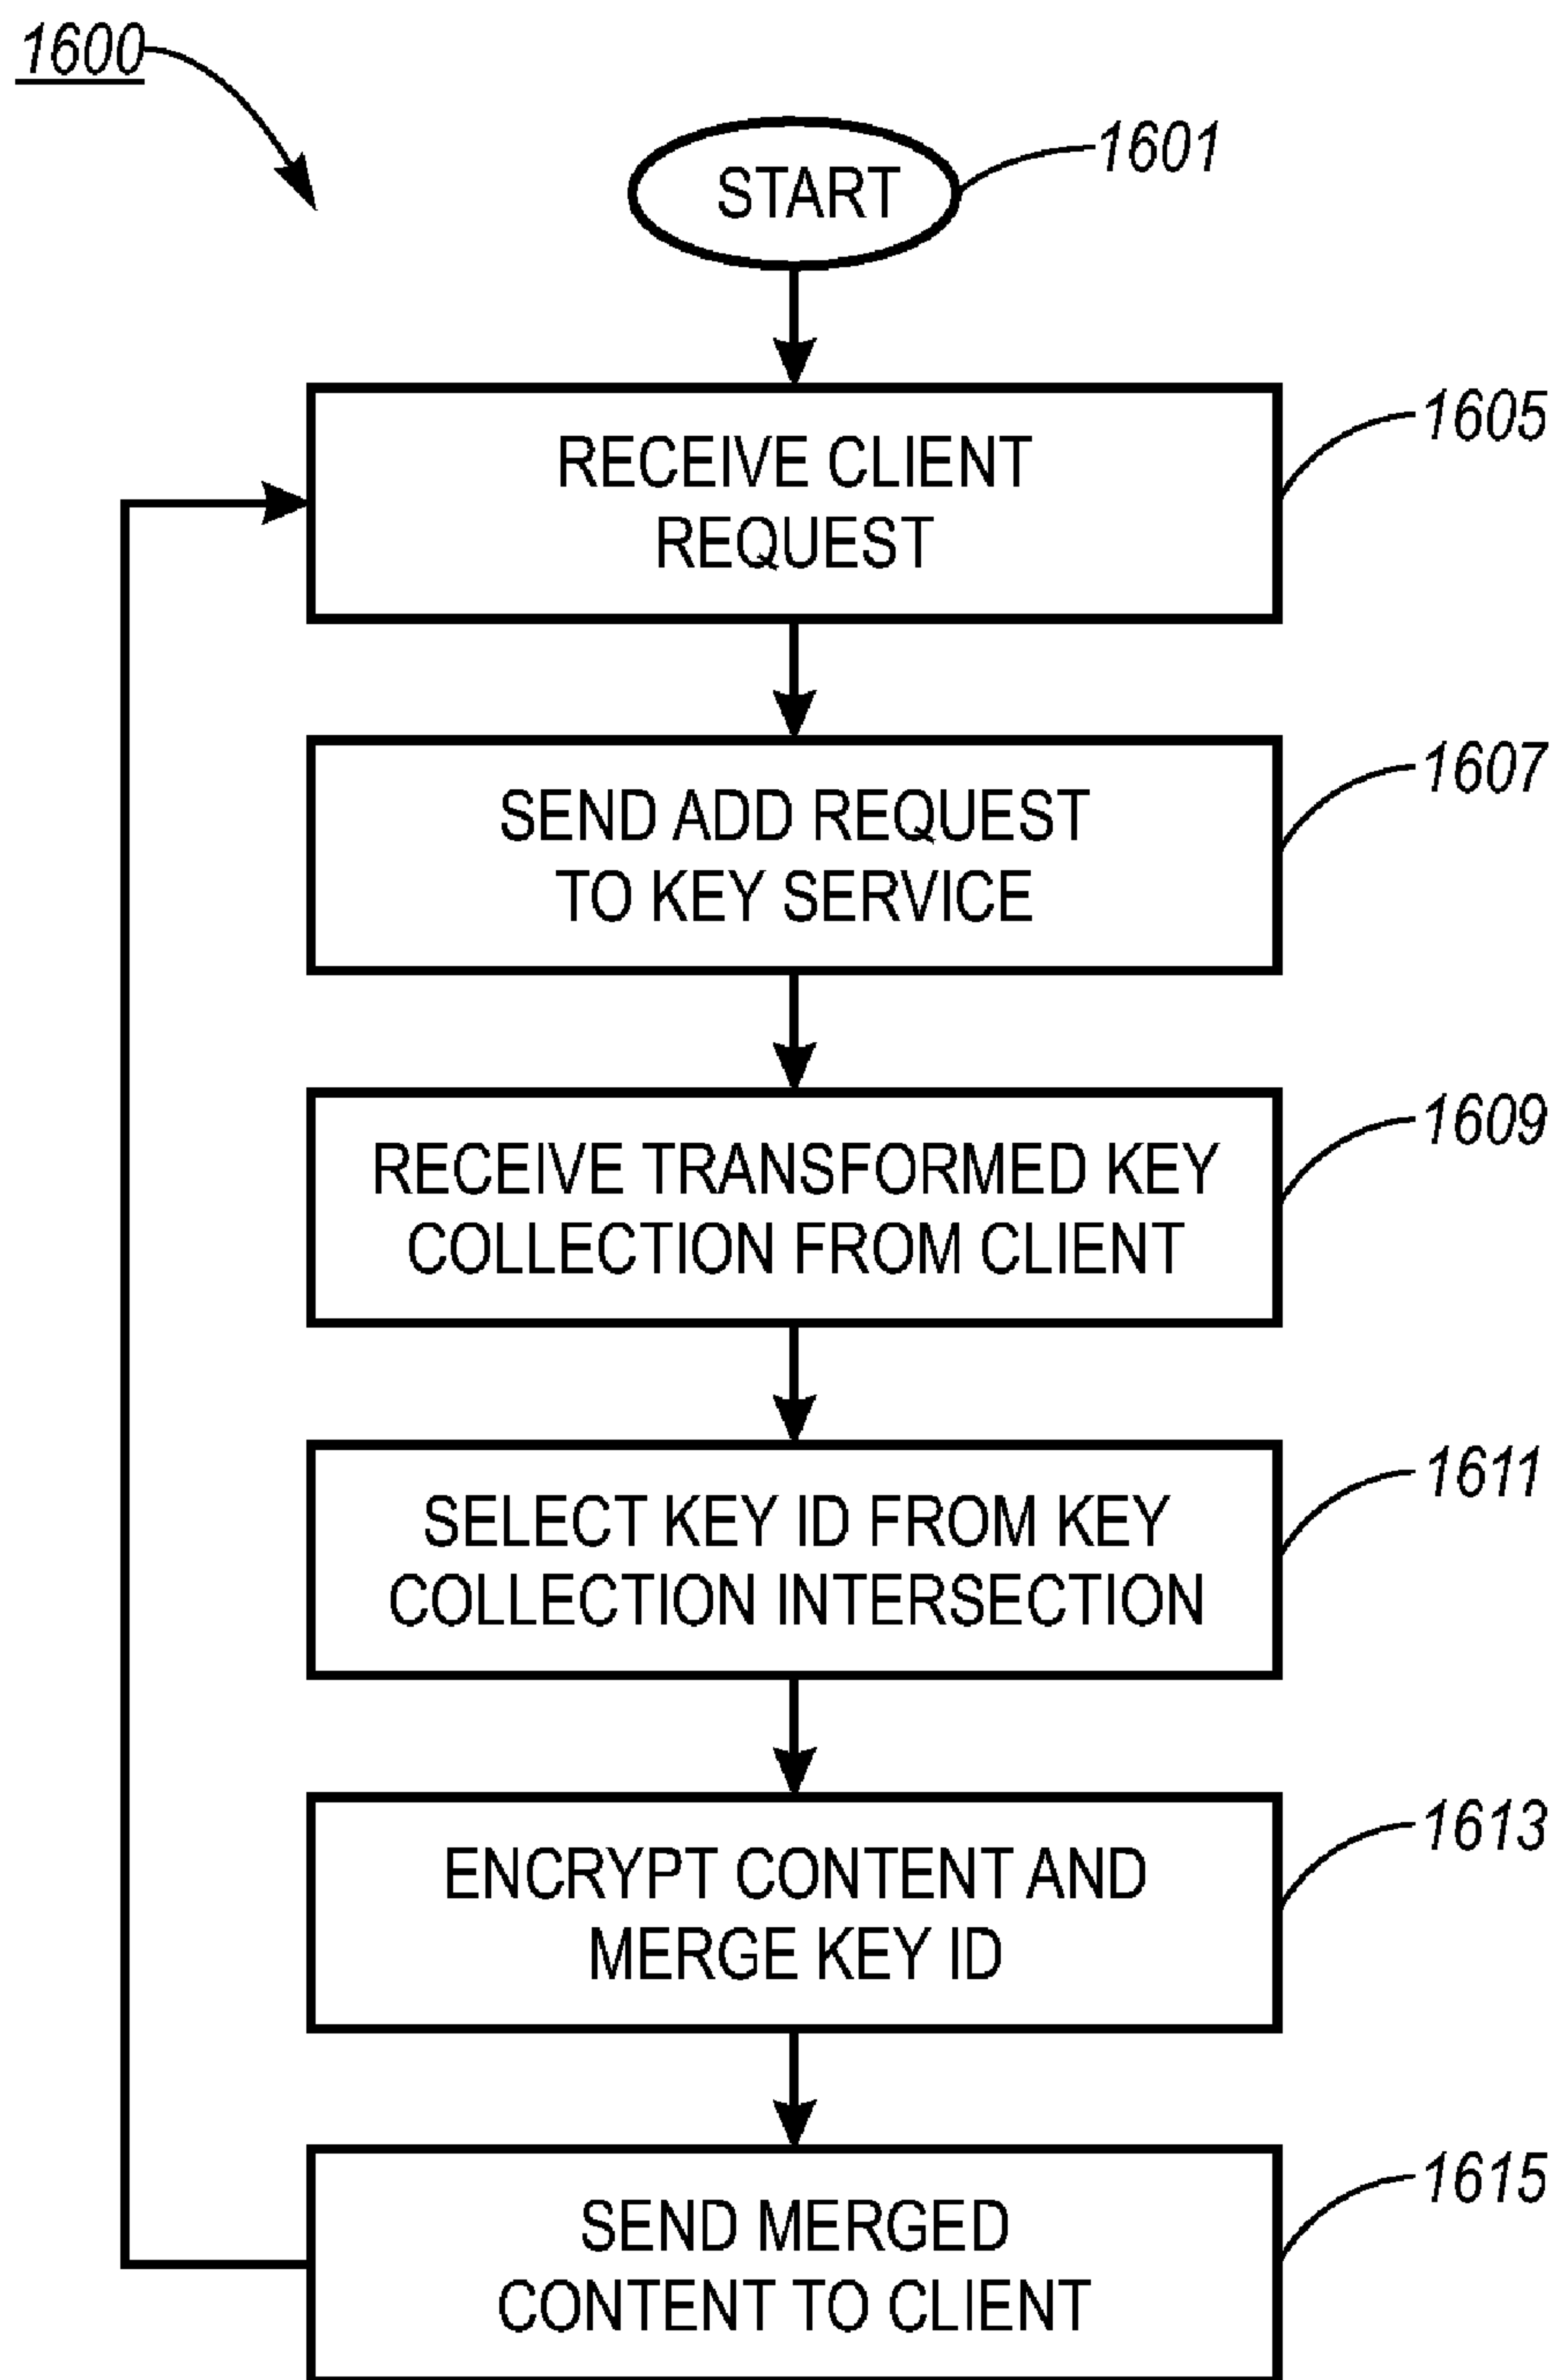 1600
START
1601
RECEIVE CLIENT
REQUEST
1605
SEND ADD REQUEST
TO KEY SERVICE
1607
RECEIVE TRANSFORMED KEY
COLLECTION FROM CLIENT
1609
SELECT KEY ID FROM KEY
COLLECTION INTERSECTION
1611
ENCRYPT CONTENT AND
MERGE KEY ID
1613
SEND MERGED
CONTENT TO CLIENT
1615